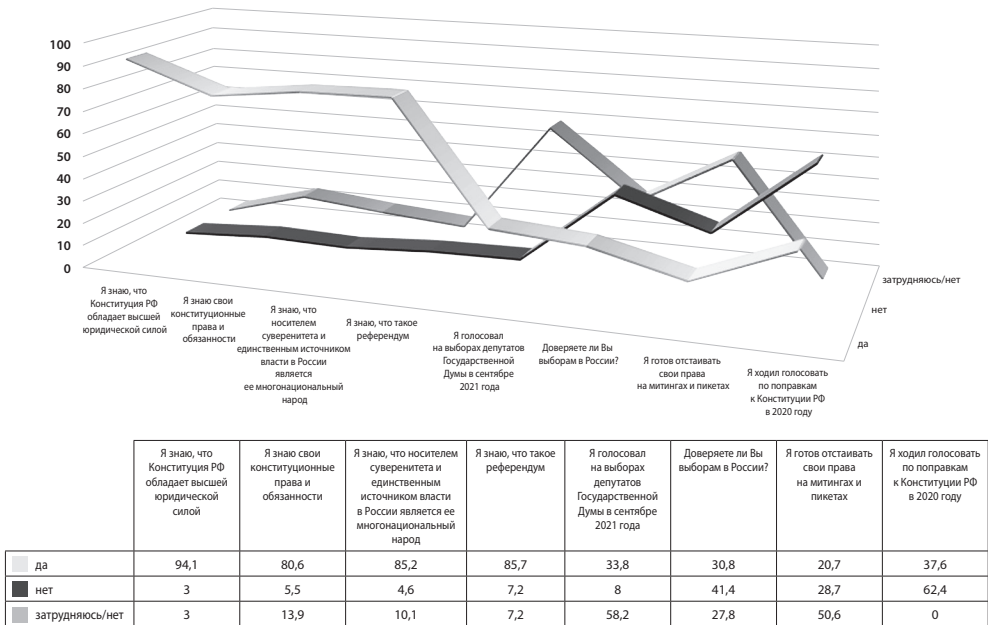 100
90
80
70
60
50
40
30
20
10
0
затрудняюсь/нет
нет
да
Я знаю, что
Конституция РФ
обладает высшей
юридической силой
Я знаю свои
конституционные
права и
обязанности
Я знаю, что
носителем
суверенитета и
единственным источником
власти в России
является
ее многонациональный
народ
Я знаю, что такое
референдум
Я голосовал
на выборах депутатов
Государственной
Думы в сентябре
2021 года
Доверяете ли Вы
выборам в России?
Я готов отстаивать
свои права
на митингах и пикетах
Я ходил голосовать
по поправкам
к Конституции РФ
в 2020 году
Я знаю, что
Конституция РФ
обладает высшей
юридической
силой
Я знаю свои
конституционные
права и
обязанности
Я знаю, что носителем
суверенитета и
единственным
источником власти
в России является ее
многонациональный
народ
Я знаю, что такое
референдум
Я голосовал
на выборах
депутатов
Государственной
Думы в сентябре
2021 года
Доверяете ли Вы
выборам в России?
Я готов отстаивать
свои права
на митингах и
пикетах
Я ходил голосовать
по поправкам
к Конституции РФ
в 2020 году
да 94,1 80,6 85,2 85,7 33,8 30,8 20,7 37,6
нет 3 5,5 4,6 7,2 8 41,4 28,7 62,4
затрудняюсь/нет 3 13,9 10,1 7,2 58,2 27,8 50,6 0